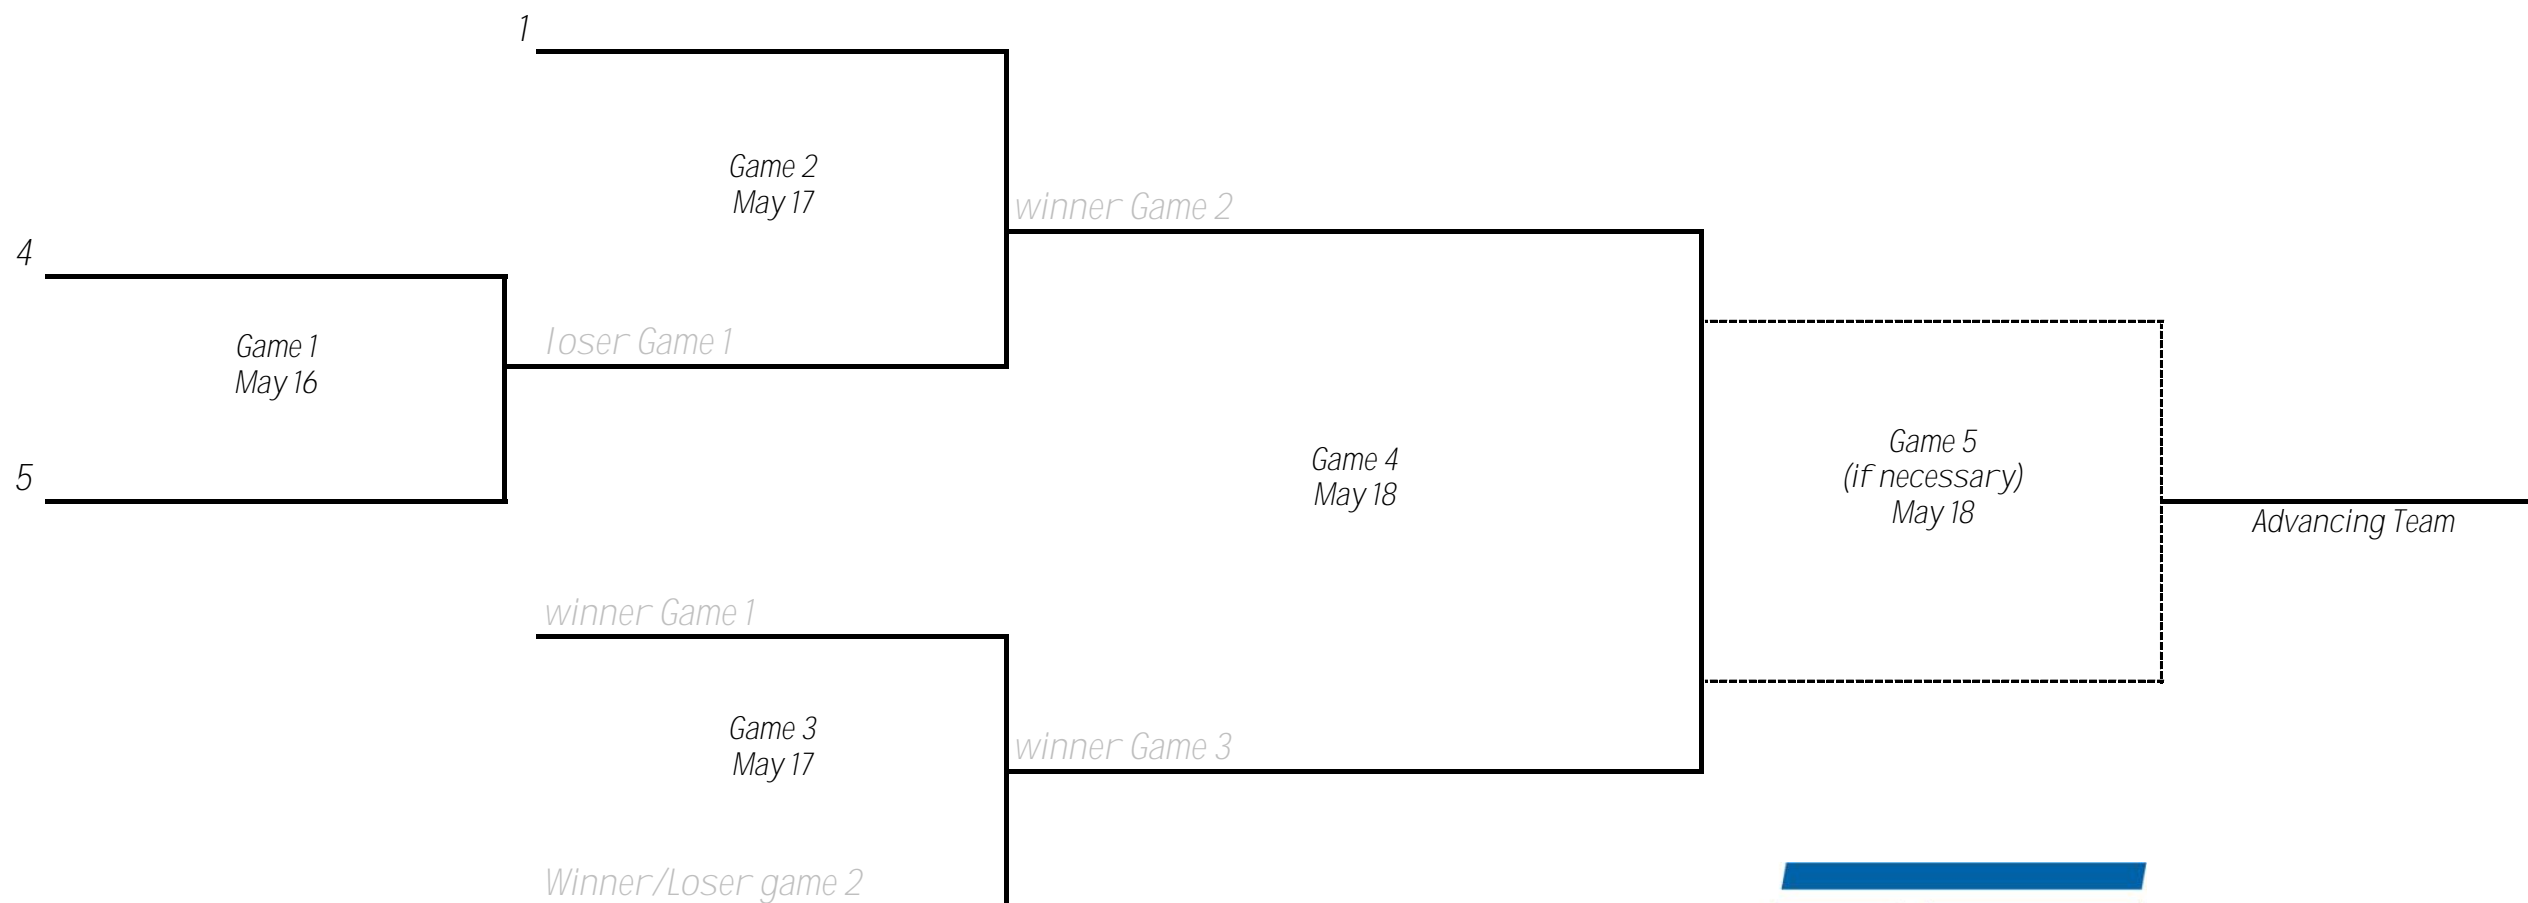 1
Game 2
May 17
winner Game 2
4
loser Game 1
Game 1
May 16
5
Game 4
May 18
Game 5
(if necessary)
May 18
Advancing Team
winner Game 1
Game 3
May 17
winner Game 3
Winner/Loser game 2